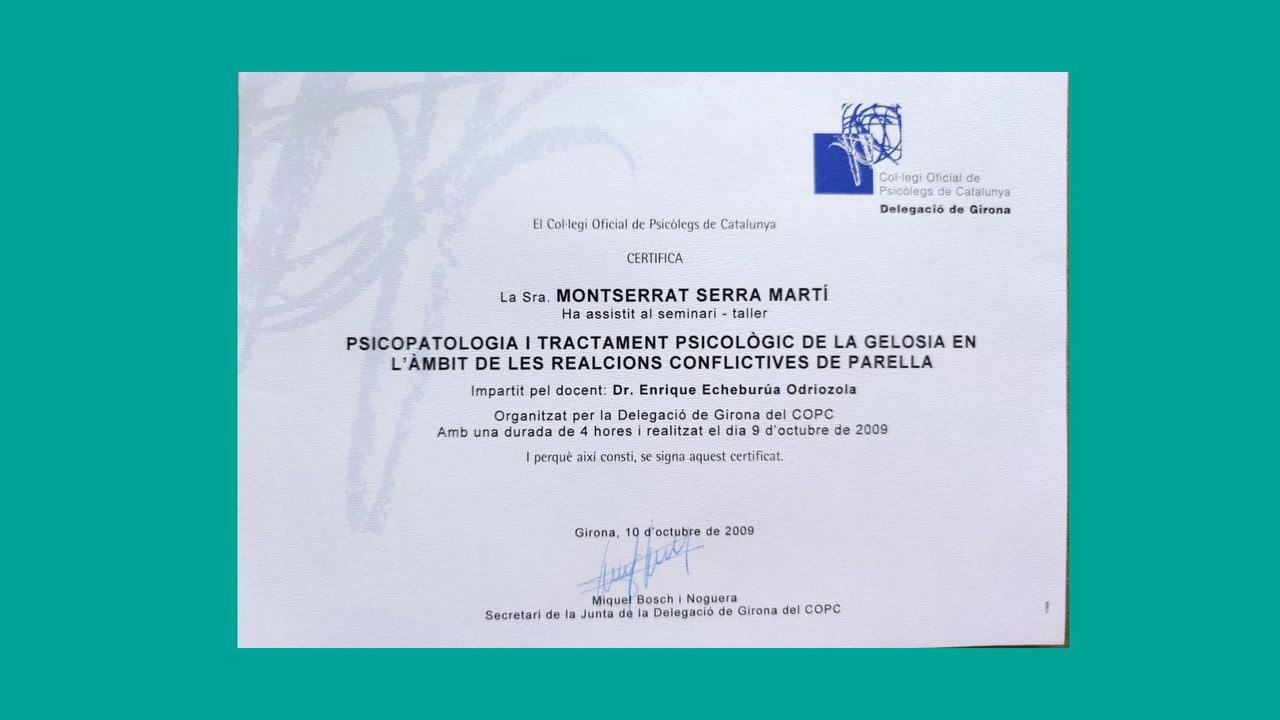 Col·legi Oficial de
Psicòlegs de Catalunya
Delegació de Girona
El Col·legi Oficial de Psicòlegs de Catalunya
CERTIFICA
La Sra. MONTSERRAT SERRA MARTÍ
Ha assistit al seminari - taller
PSICOPATOLOGIA I TRACTAMENT PSICOLÒGIC DE LA GELOSIA EN
L'ÀMBIT DE LES REALCIONS CONFLICTIVES DE PARELLA
Impartit pel docent: Dr. Enrique Echeburúa Odriozola
Organitzat per la Delegació de Girona del COPC
Amb una durada de 4 hores i realitzat el dia 9 d'octubre de 2009
I perquè així consti, se signa aquest certificat.
Girona, 10 d'octubre de 2009
Miquel Bosch i Noguera
Secretari de la Junta de la Delegació de Girona del COPC